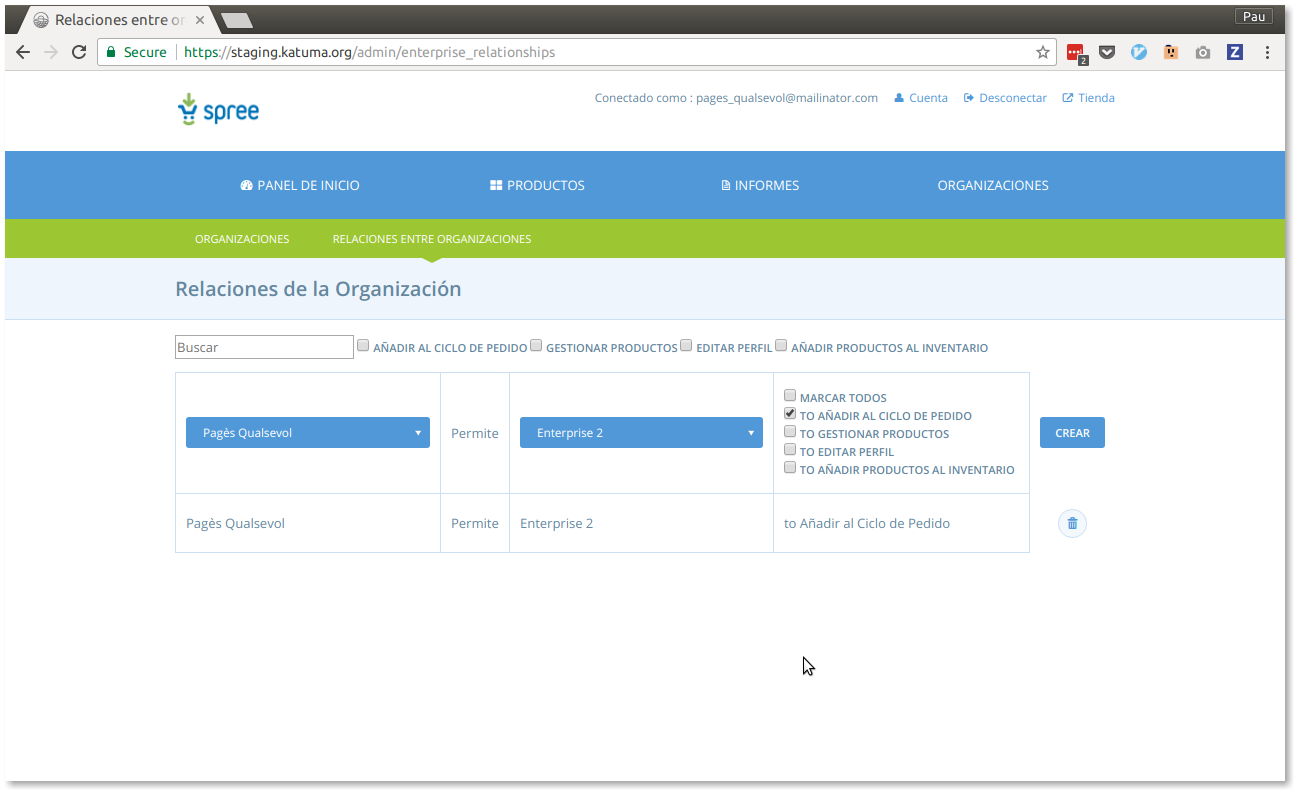 Pau
Relaciones entre or
Secure https://staging.katuma.org/admin/enterprise_relationships
2
Z
spree
Conectado como : pages_qualsevol@mailinator.com Cuenta Desconectar Tienda
PANEL DE INICIO PRODUCTOS INFORMES ORGANIZACIONES
ORGANIZACIONES RELACIONES ENTRE ORGANIZACIONES
Relaciones de la Organización
Buscar AÑADIR AL CICLO DE PEDIDO GESTIONAR PRODUCTOS EDITAR PERFIL AÑADIR PRODUCTOS AL INVENTARIO
MARCAR TODOS
TO AÑADIR AL CICLO DE PEDIDO
Pagès Qualsevol Permite Enterprise 2 TO GESTIONAR PRODUCTOS CREAR
TO EDITAR PERFIL
TO AÑADIR PRODUCTOS AL INVENTARIO
Pagès Qualsevol Permite Enterprise 2 to Añadir al Ciclo de Pedido